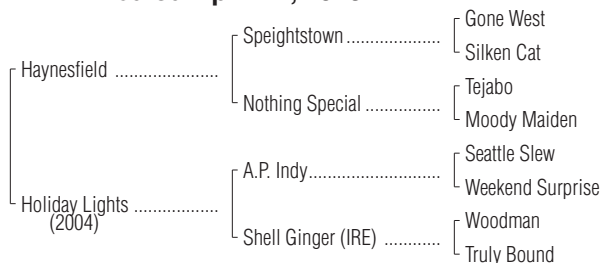 Gone West
Speightstown
Silken Cat
Haynesfield
Tejabo
Nothing Special
Moody Maiden
Seattle Slew
A.P. Indy
Weekend Surprise
Holiday Lights
(2004)
Woodman
Shell Ginger (IRE)
Truly Bound